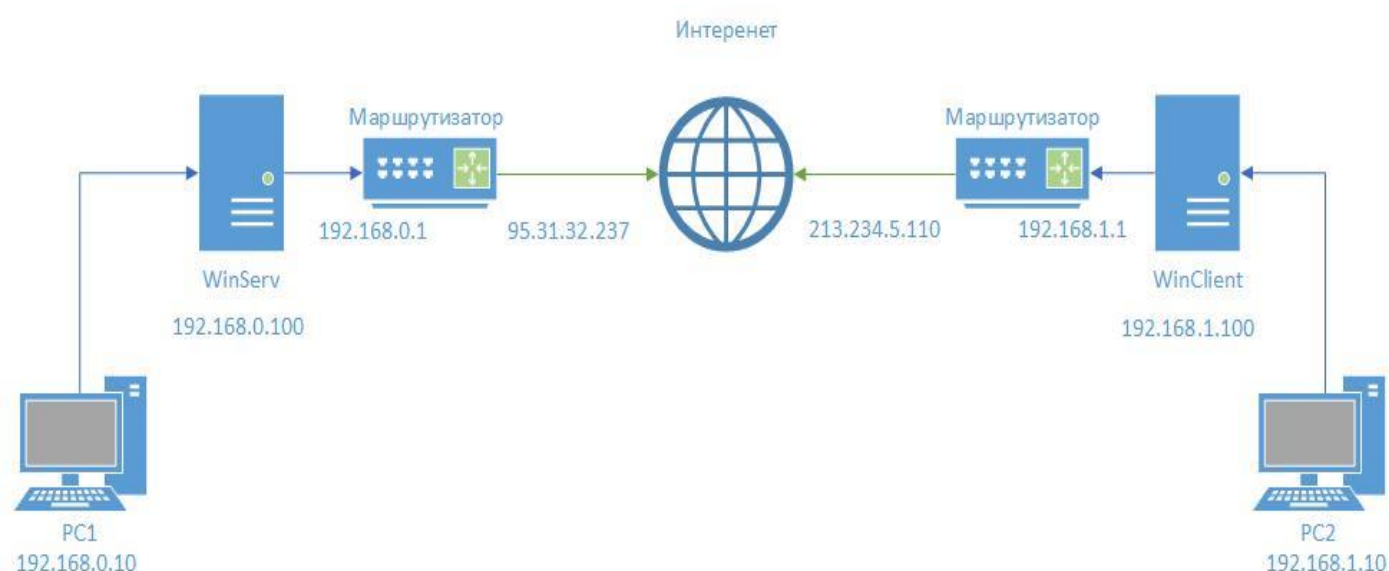 Интеренет
Маршрутизатор
Маршрутизатор
192.168.0.1
95.31.32.237
213.234.5.110
192.168.1.1
WinServ
WinClient
192.168.0.100
192.168.1.100
PC1
PC2
192.168.0.10
192.168.1.10